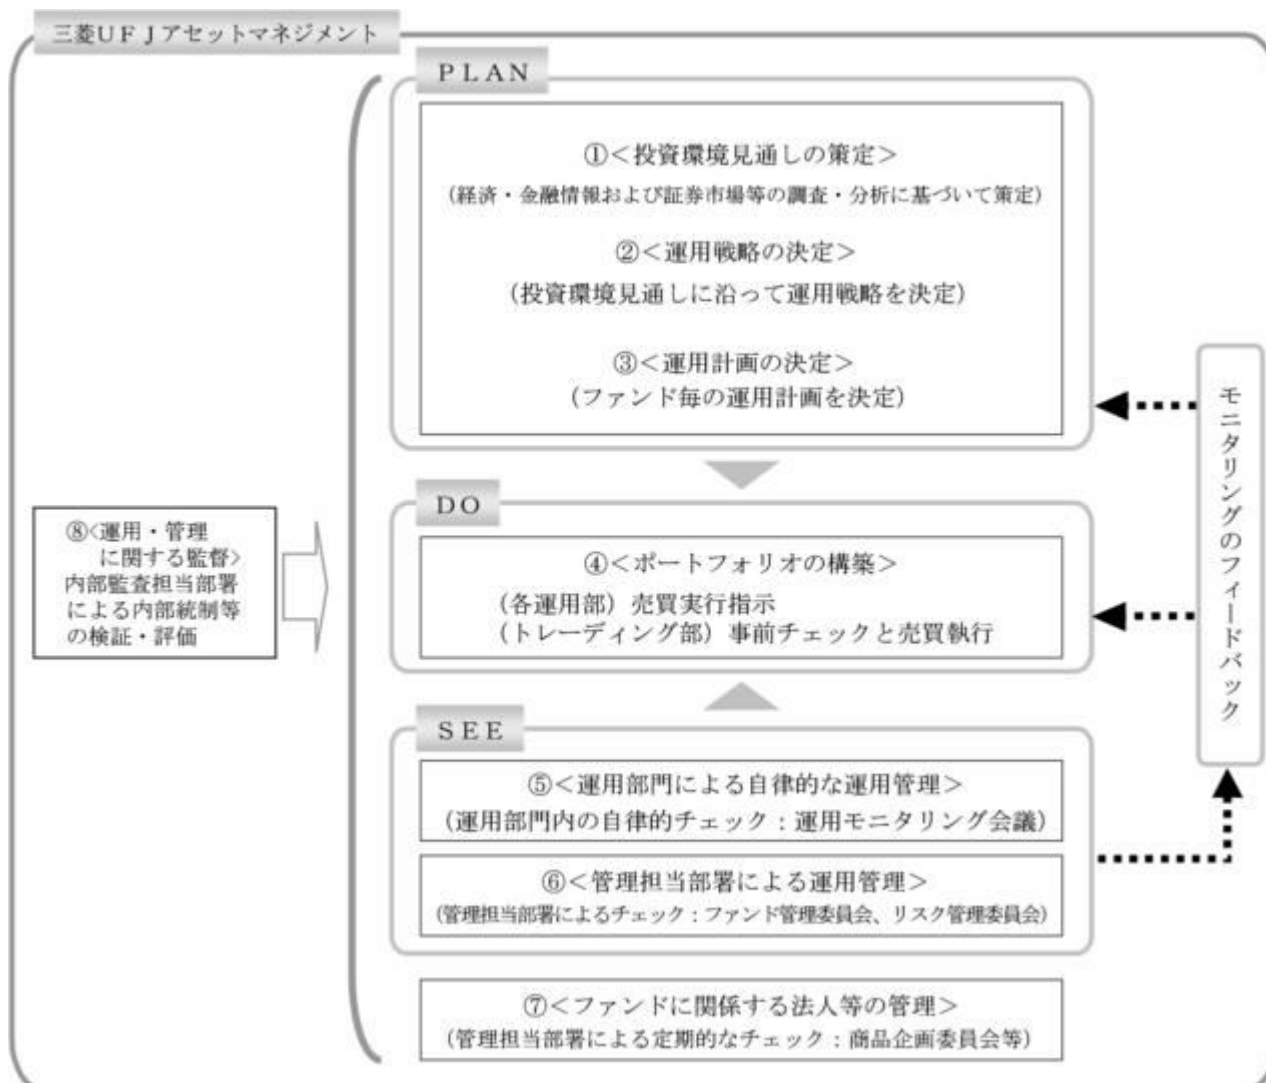 三菱UFJアセットマネジメント
PLAN
①<投資環境見通しの策定>
(経済・金融情報および証券市場等の調査・分析に基づいて策定)
②<運用戦略の決定>
(投資環境見通しに沿って運用戦略を決定)
③<運用計画の決定>
(ファンド毎の運用計画を決定)
モニタリングのフィードバック
DO
④<ポートフォリオの構築>
(各運用部)売買実行指示
(トレーディング部)事前チェックと売買執行
⑧<運用・管理
に関する監督>
内部監査担当部署
による内部統制等
の検証・評価
SEE
⑤<運用部門による自律的な運用管理>
(運用部門内の自律的チェック:運用モニタリング会議)
⑥<管理担当部署による運用管理>
(管理担当部署によるチェック:ファンド管理委員会、リスク管理委員会)
⑦<ファンドに関係する法人等の管理>
(管理担当部署による定期的なチェック:商品企画委員会等)